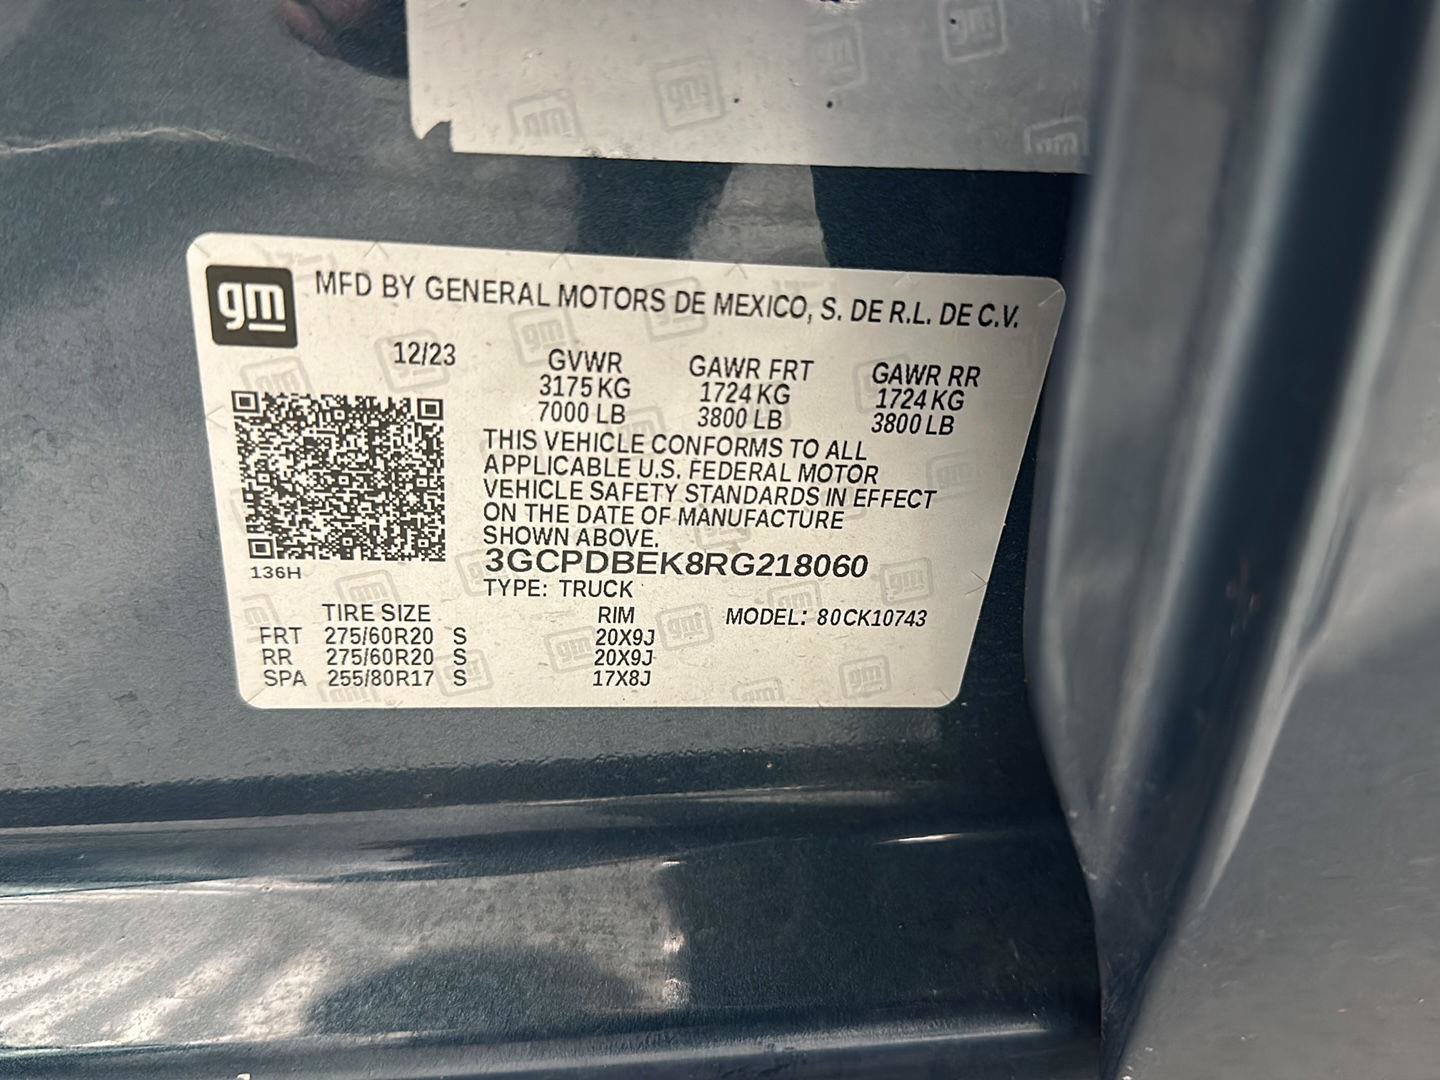 gm MFD BY GENERAL MOTORS DE MEXICO, S. DE R.L. DE C.V.
12/23 GVWR GAWR FRT GAWR RR
3175 KG 1724 KG 1724 KG
7000 LB 3800 LB 3800 LB
THIS VEHICLE CONFORMS TO ALL
APPLICABLE U.S. FEDERAL MOTOR
VEHICLE SAFETY STANDARDS IN EFFECT
ON THE DATE OF MANUFACTURE
SHOWN ABOVE.
3GCPDBEK8RG218060
136H
TYPE: TRUCK
TIRE SIZE RIM MODEL: 80CK10743
FRT 275/60R20 S 20X9J
RR 275/60R20 S 20X9J
SPA 255/80R17 S 17X8J